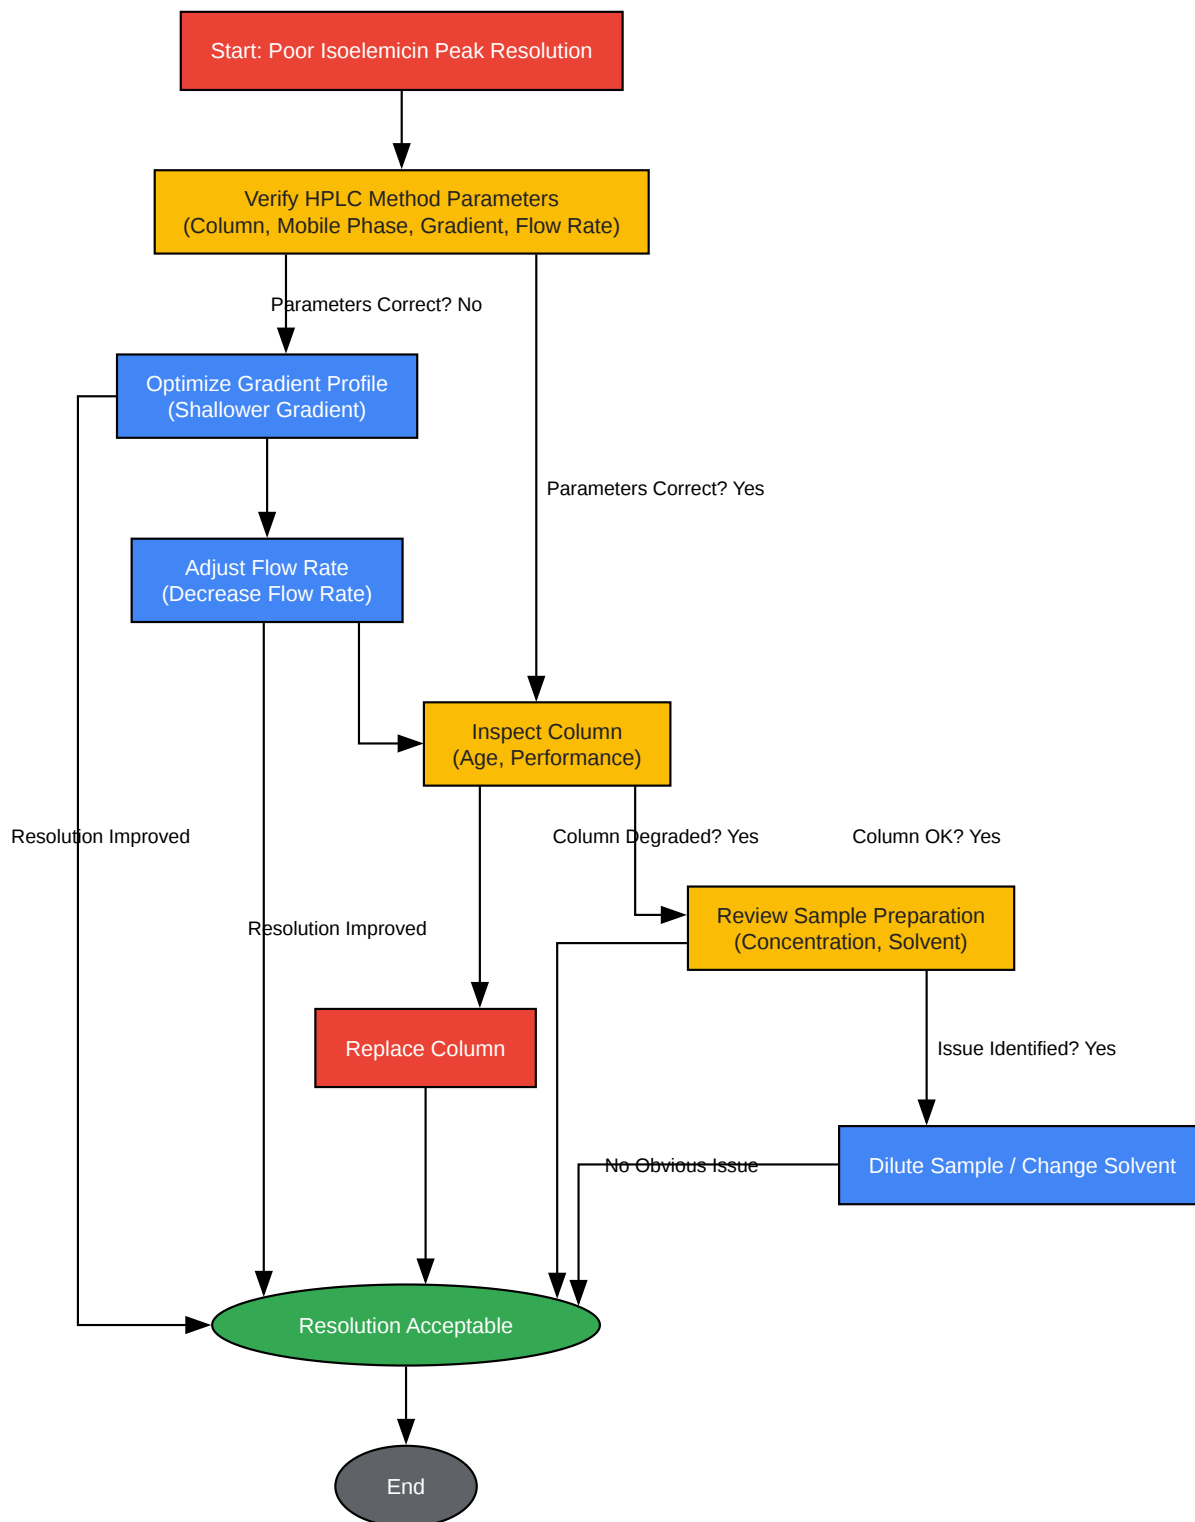 Start: Poor Isoelemicin Peak Resolution
Verify HPLC Method Parameters
(Column, Mobile Phase, Gradient, Flow Rate)
Parameters Correct? No
Optimize Gradient Profile
(Shallower Gradient)
Parameters Correct? Yes
Adjust Flow Rate
(Decrease Flow Rate)
Inspect Column
(Age, Performance)
Resolution Improved
Column Degraded? Yes
Column OK? Yes
Review Sample Preparation
(Concentration, Solvent)
Resolution Improved
Replace Column
Issue Identified? Yes
No Obvious Issue
Dilute Sample / Change Solvent
Resolution Acceptable
End